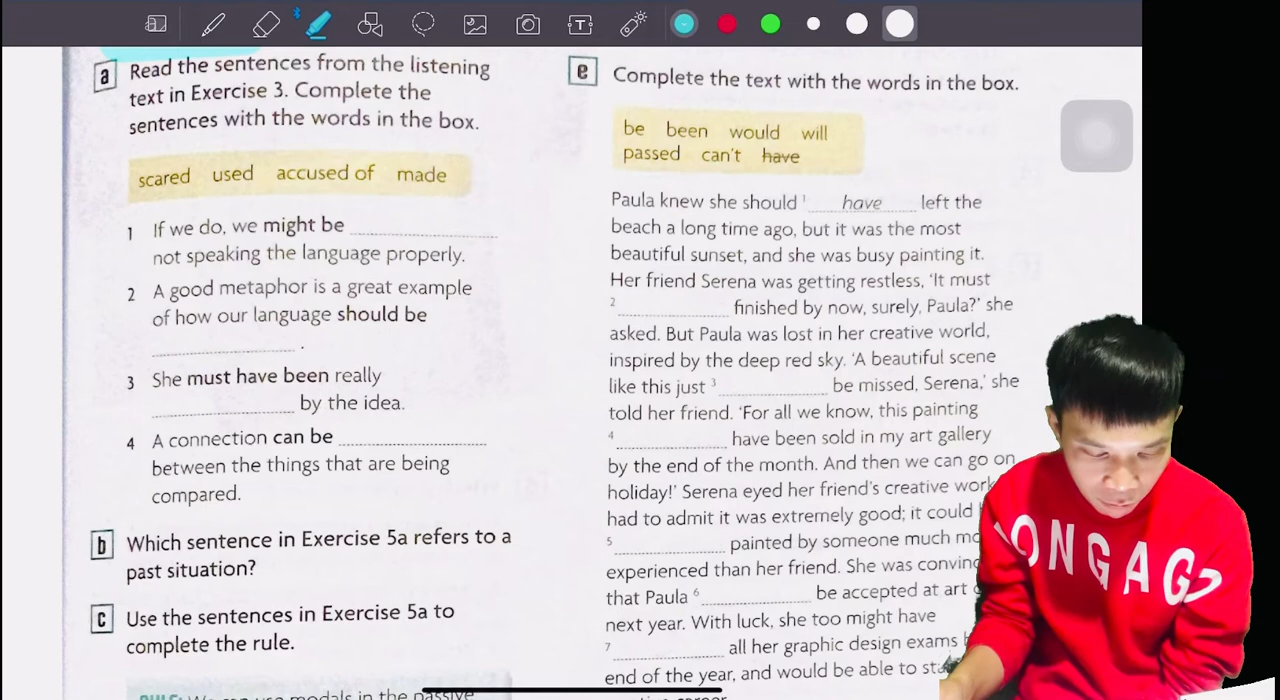 a Read the sentences from the listening
text in Exercise 3. Complete the
sentences with the words in the box.
scared used accused of made
1 If we do, we might be
not speaking the language properly.
2 A good metaphor is a great example
of how our language should be
.
3 She must have been really
by the idea.
4 A connection can be
between the things that are being
compared.
b Which sentence in Exercise 5a refers to a
past situation?
c Use the sentences in Exercise 5a to
complete the rule.
RULE: We can use modals in the passive
e Complete the text with the words in the box.
be been would will
passed can't have
Paula knew she should 1 have left the
beach a long time ago, but it was the most
beautiful sunset, and she was busy painting it.
Her friend Serena was getting restless, 'It must
2 finished by now, surely, Paula?' she
asked. But Paula was lost in her creative world,
inspired by the deep red sky. 'A beautiful scene
like this just 3 be missed, Serena,' she
told her friend. 'For all we know, this painting
4 have been sold in my art gallery
by the end of the month. And then we can go on
holiday!' Serena eyed her friend's creative work
had to admit it was extremely good; it could
5 painted by someone much
experienced than her friend. She was
that Paula 6 be accepted at art
next year. With luck, she too might have
7 all her graphic design exams
end of the year, and would be able to
T